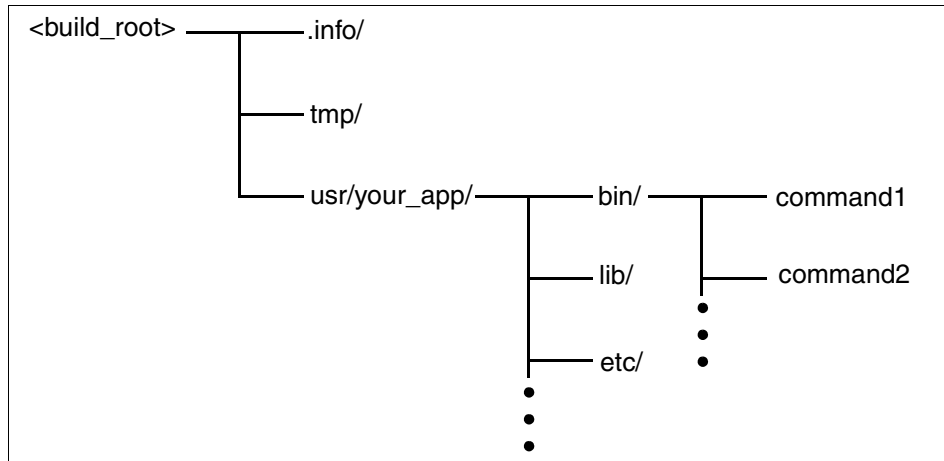 <build_root> .info/
tmp/
usr/your_app/ bin/ command1
lib/ command2
etc/